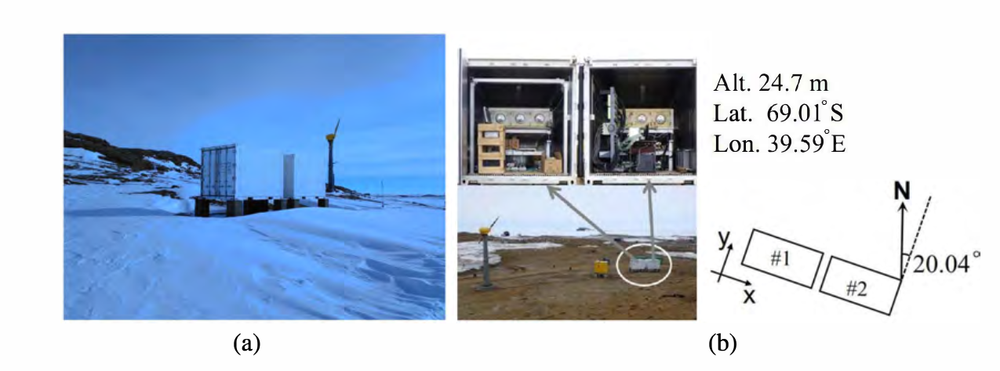 Alt. 24.7 m
Lat. 69.01°S
Lon. 39.59°E
N
y
#1
#2
20.04°
x
(a)
(b)